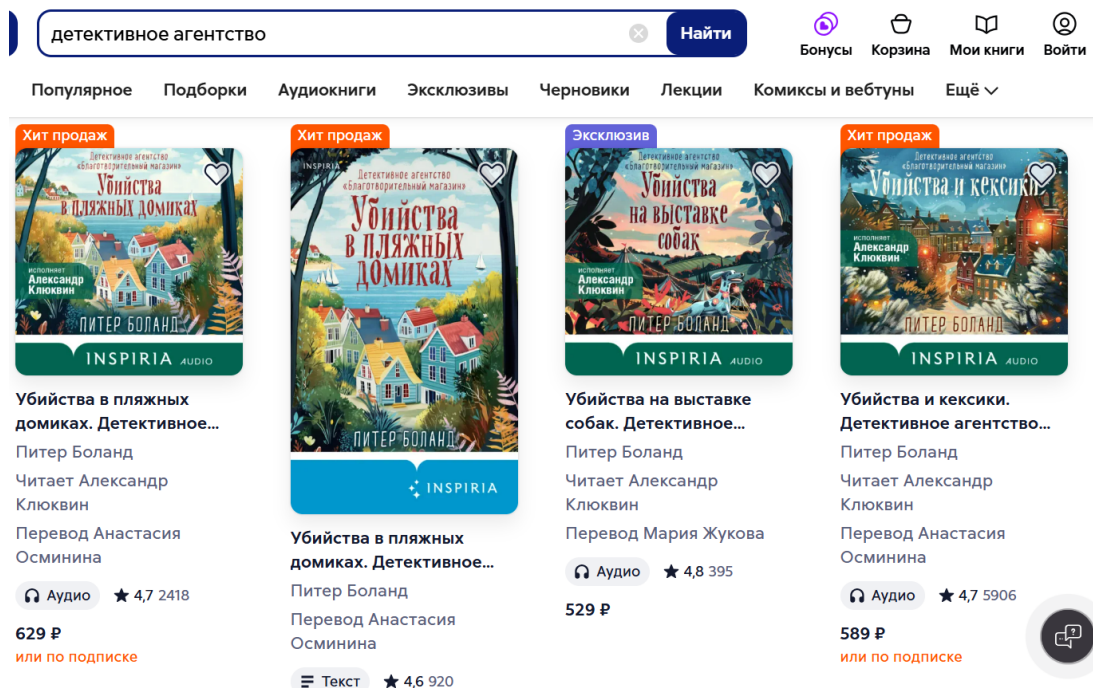 детективное агентство
Найти
Бонусы
Корзина
Мои книги
Войти
Популярное
Подборки
Аудиокниги
Эксклюзивы
Черновики
Лекции
Комиксы и вебтуны
Ещё
Хит продаж
Детективное агентство
«Благотворительный магазин»
Убийства
в пляжных домиках
исполняет
Александр
Клюквин
ПИТЕР БОЛАНД
INSPIRIA AUDIO
Убийства в пляжных
домиках. Детективное...
Питер Боланд
Читает Александр
Клюквин
Перевод Анастасия
Осминина
Аудио
4,7 2418
629 ₽
или по подписке
Хит продаж
INSPIRIA
Детективное агентство
«Благотворительный магазин»
Убийства
в пляжных
домиках
ПИТЕР БОЛАНД
INSPIRIA
Убийства в пляжных
домиках. Детективное...
Питер Боланд
Перевод Анастасия
Осминина
Текст
4,6 920
Эксклюзив
Детективное агентство
«Благотворительный магазин»
Убийства
на выставке
собак
исполняет
Александр
Клюквин
ПИТЕР БОЛАНД
INSPIRIA AUDIO
Убийства на выставке
собак. Детективное...
Питер Боланд
Читает Александр
Клюквин
Перевод Мария Жукова
Аудио
4,8 395
529 ₽
Хит продаж
Детективное агентство
«Благотворительный магазин»
Убийства и кексики
исполняет
Александр
Клюквин
ПИТЕР БОЛАНД
INSPIRIA AUDIO
Убийства и кексики.
Детективное агентство...
Питер Боланд
Читает Александр
Клюквин
Перевод Анастасия
Осминина
Аудио
4,7 5906
589 ₽
или по подписке